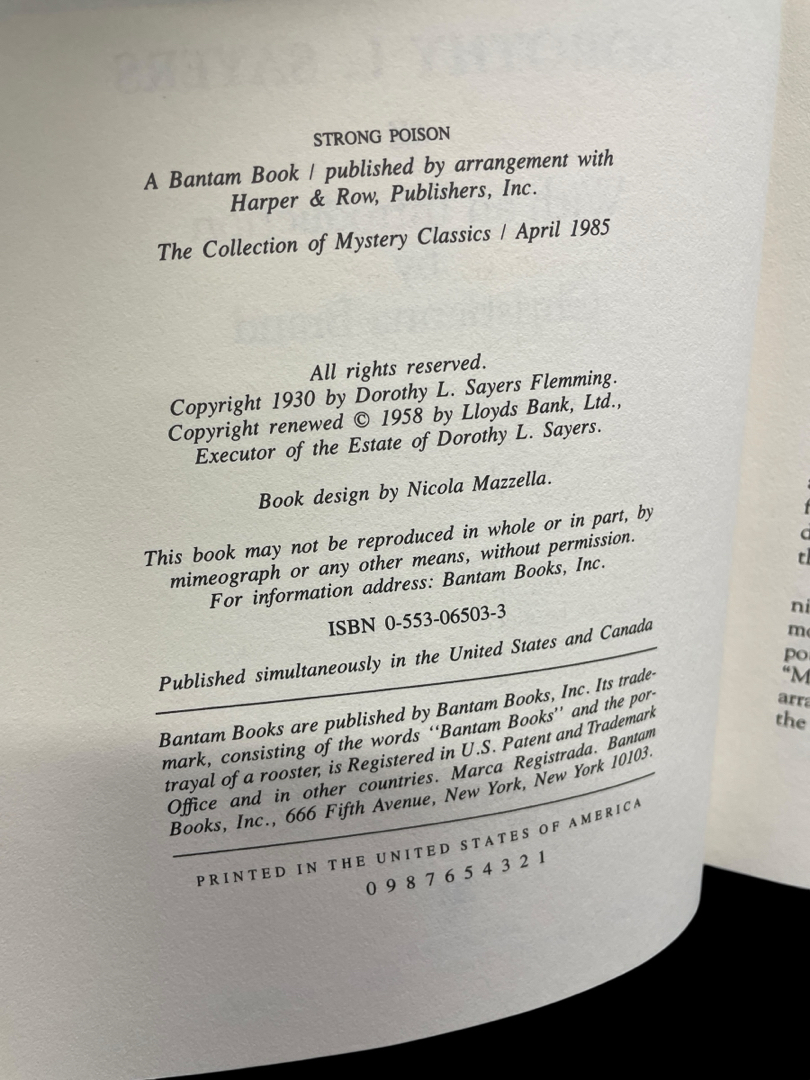 STRONG POISON
A Bantam Book / published by arrangement with
Harper & Row, Publishers, Inc.
The Collection of Mystery Classics / April 1985
All rights reserved.
Copyright 1930 by Dorothy L. Sayers Flemming.
Copyright renewed © 1958 by Lloyds Bank, Ltd.,
Executor of the Estate of Dorothy L. Sayers.
Book design by Nicola Mazzella.
This book may not be reproduced in whole or in part, by
mimeograph or any other means, without permission.
For information address: Bantam Books, Inc.
ISBN 0-553-06503-3
Published simultaneously in the United States and Canada
Bantam Books are published by Bantam Books, Inc. Its trade-
mark, consisting of the words "Bantam Books" and the por-
trayal of a rooster, is Registered in U.S. Patent and Trademark
Office and in other countries. Marca Registrada. Bantam
Books, Inc., 666 Fifth Avenue, New York, New York 10103.
PRINTED IN THE UNITED STATES OF AMERICA
0 9 8 7 6 5 4 3 2 1
ni
po
"M
arra
the